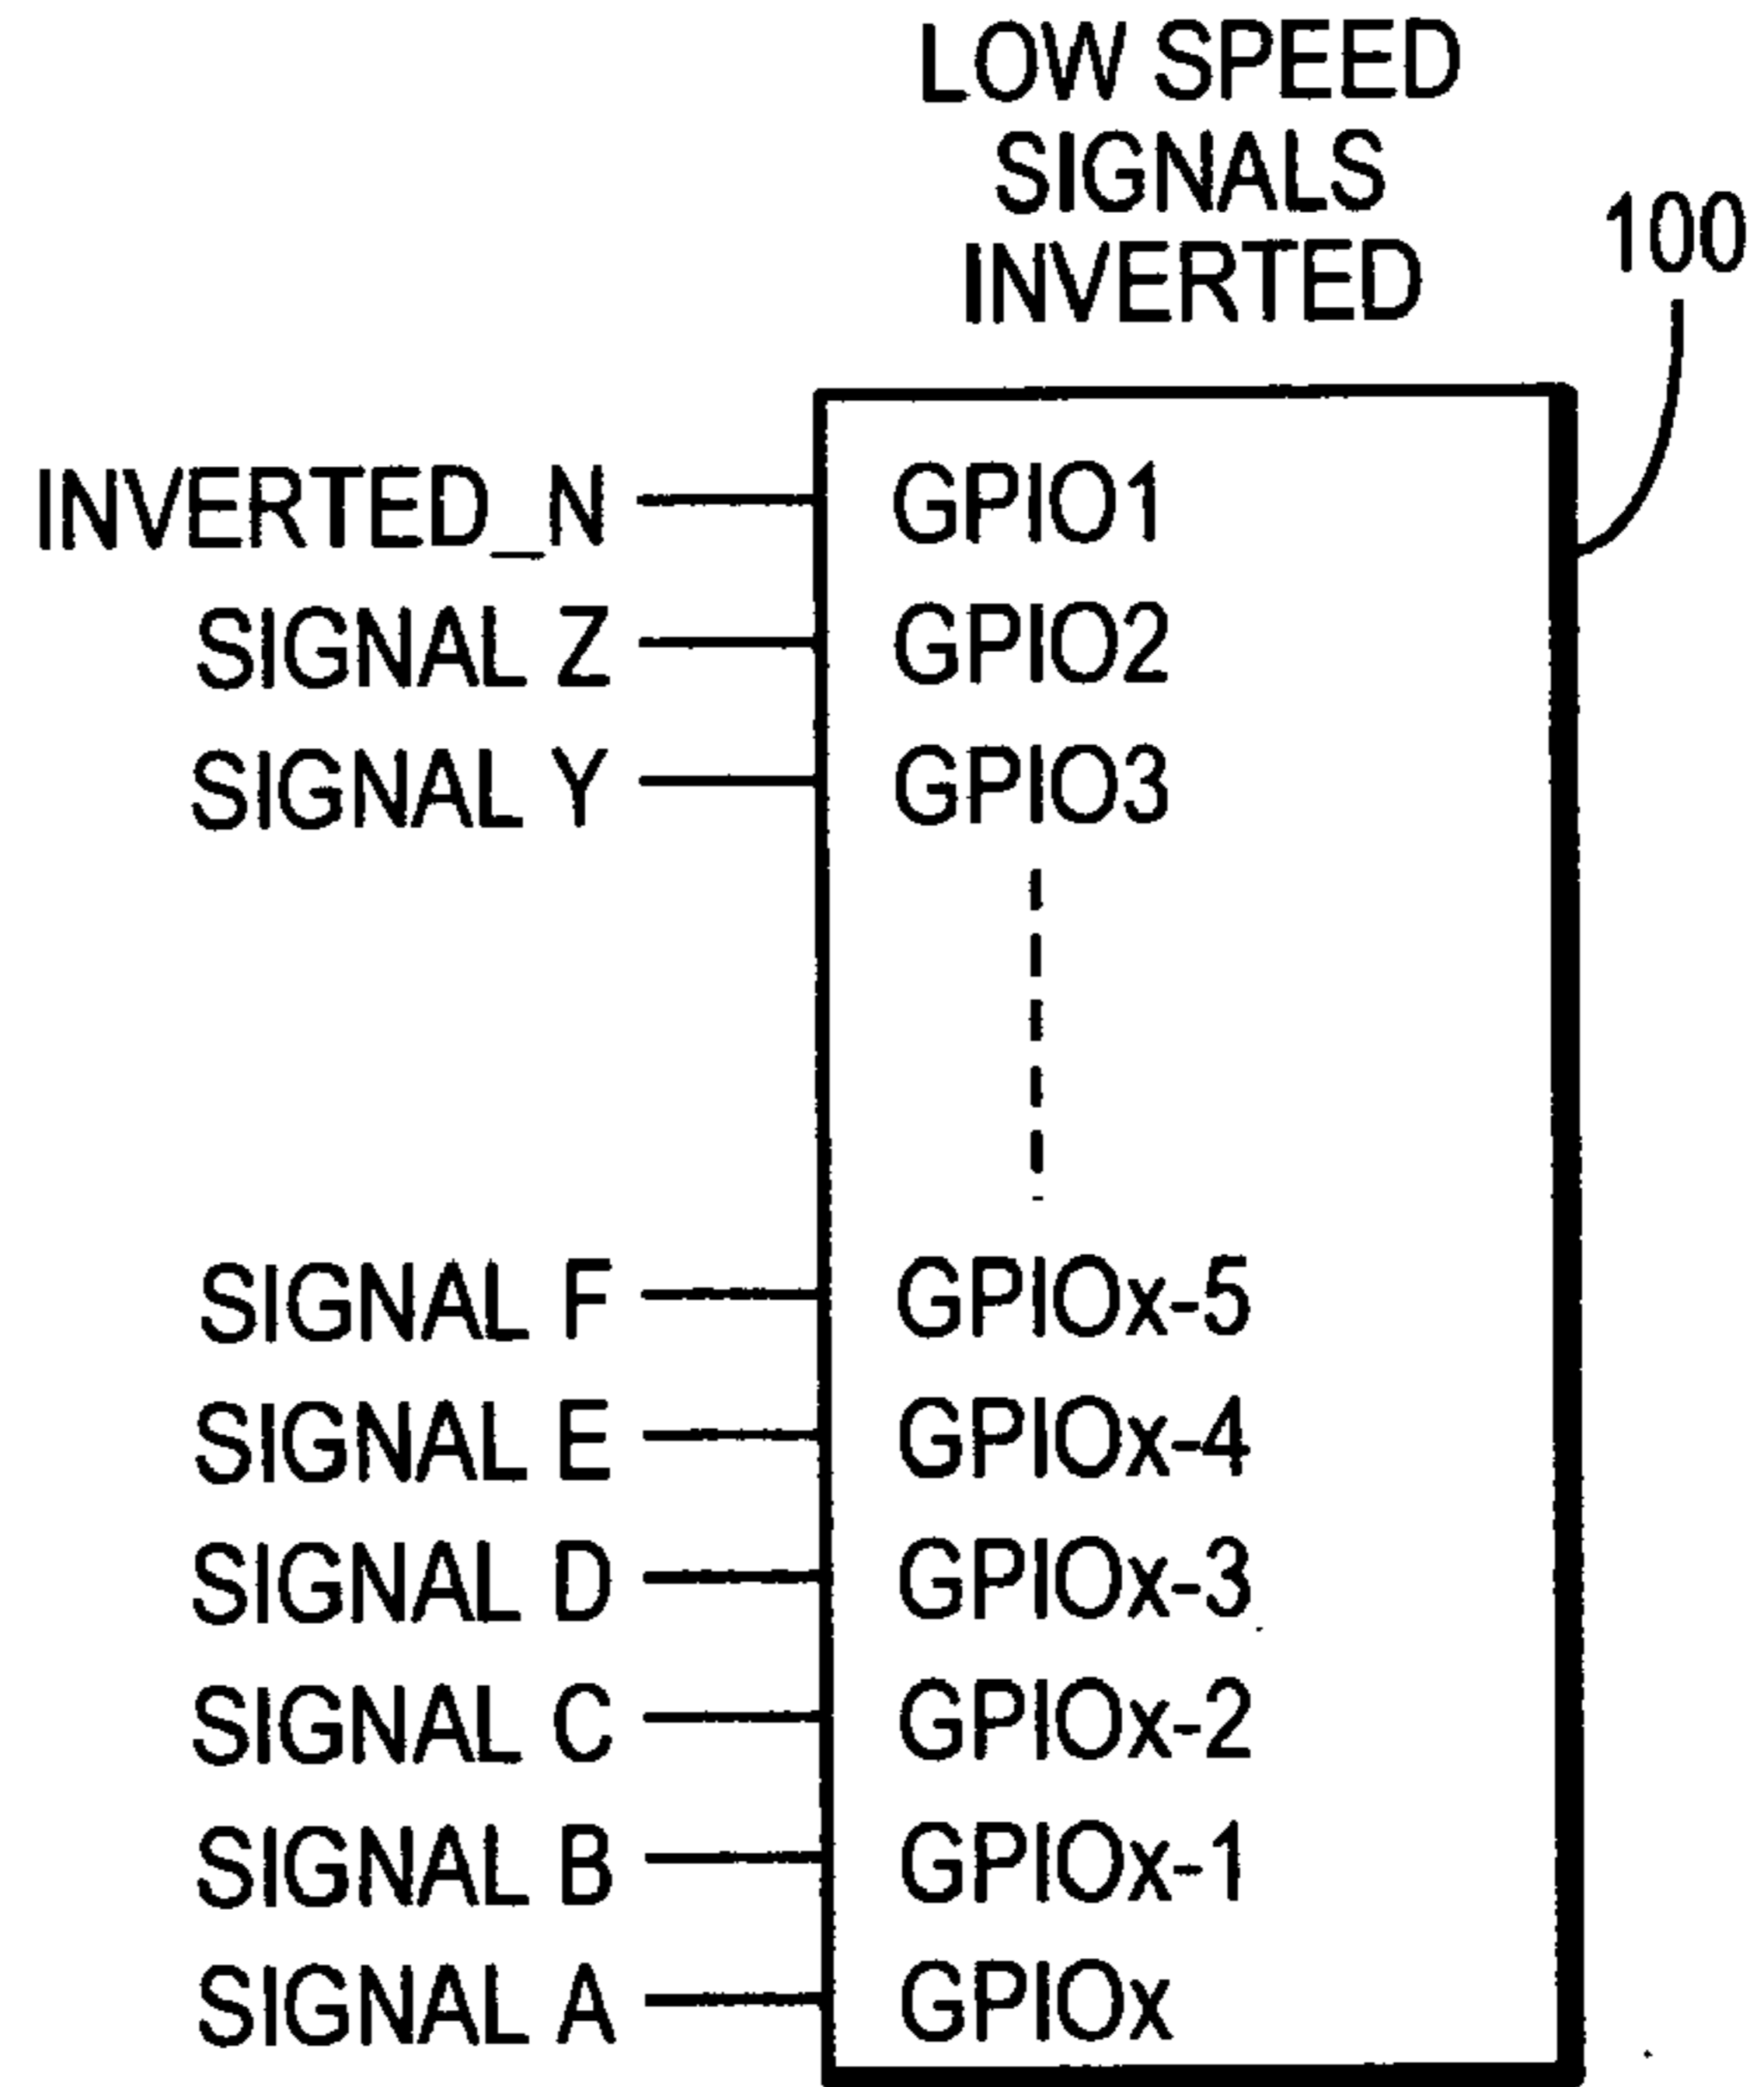 LOW SPEED
SIGNALS
INVERTED
100
INVERTED_N GPIO1
SIGNAL Z GPIO2
SIGNAL Y GPIO3
SIGNAL F GPIOx-5
SIGNAL E GPIOx-4
SIGNAL D GPIOx-3
SIGNAL C GPIOx-2
SIGNAL B GPIOx-1
SIGNAL A GPIOx